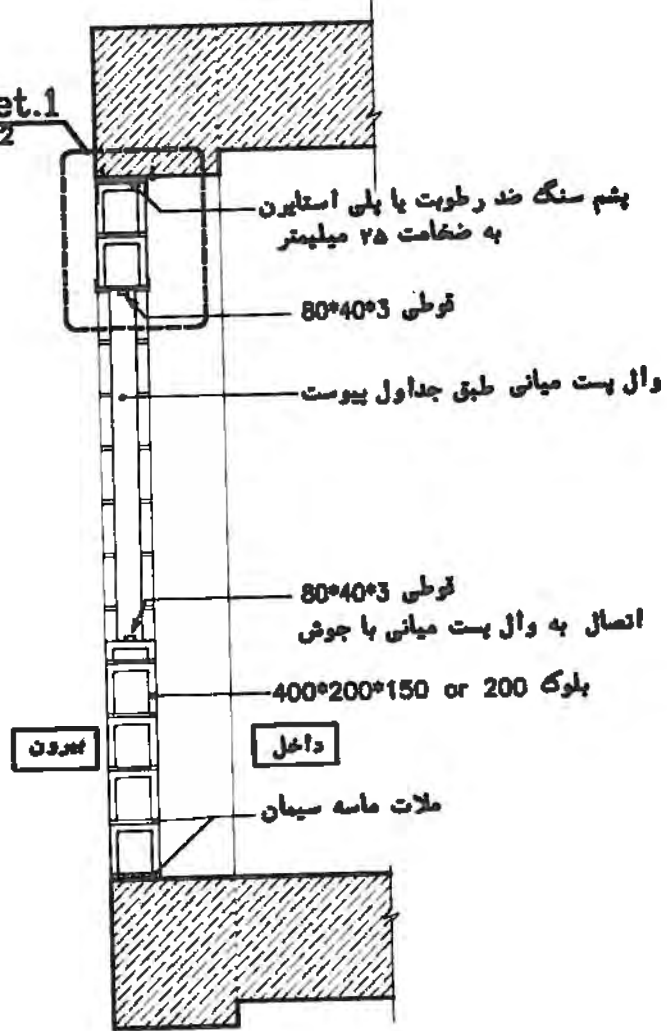 et.1
2
پشم سنگ ضد رطوبت یا پلی استایرن
به ضخامت ۲۵ میلیمتر
قوطی 80*40*3
وال پست میانی طبق جداول پیوست
قوطی 80*40*3
اتصال به وال پست میانی با جوش
بلوک 400*200*150 or 200
بیرون
داخل
ملات ماسه سیمان